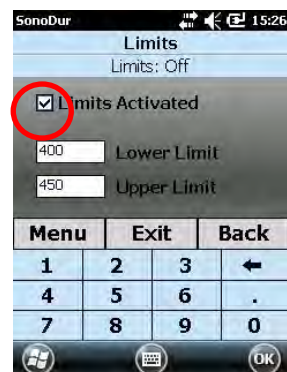 SonoDur 15:26
Limits
Limits: Off
Limits Activated
400 Lower Limit
450 Upper Limit
Menu Exit Back
1 2 3
4 5 6 .
7 8 9 0
OK